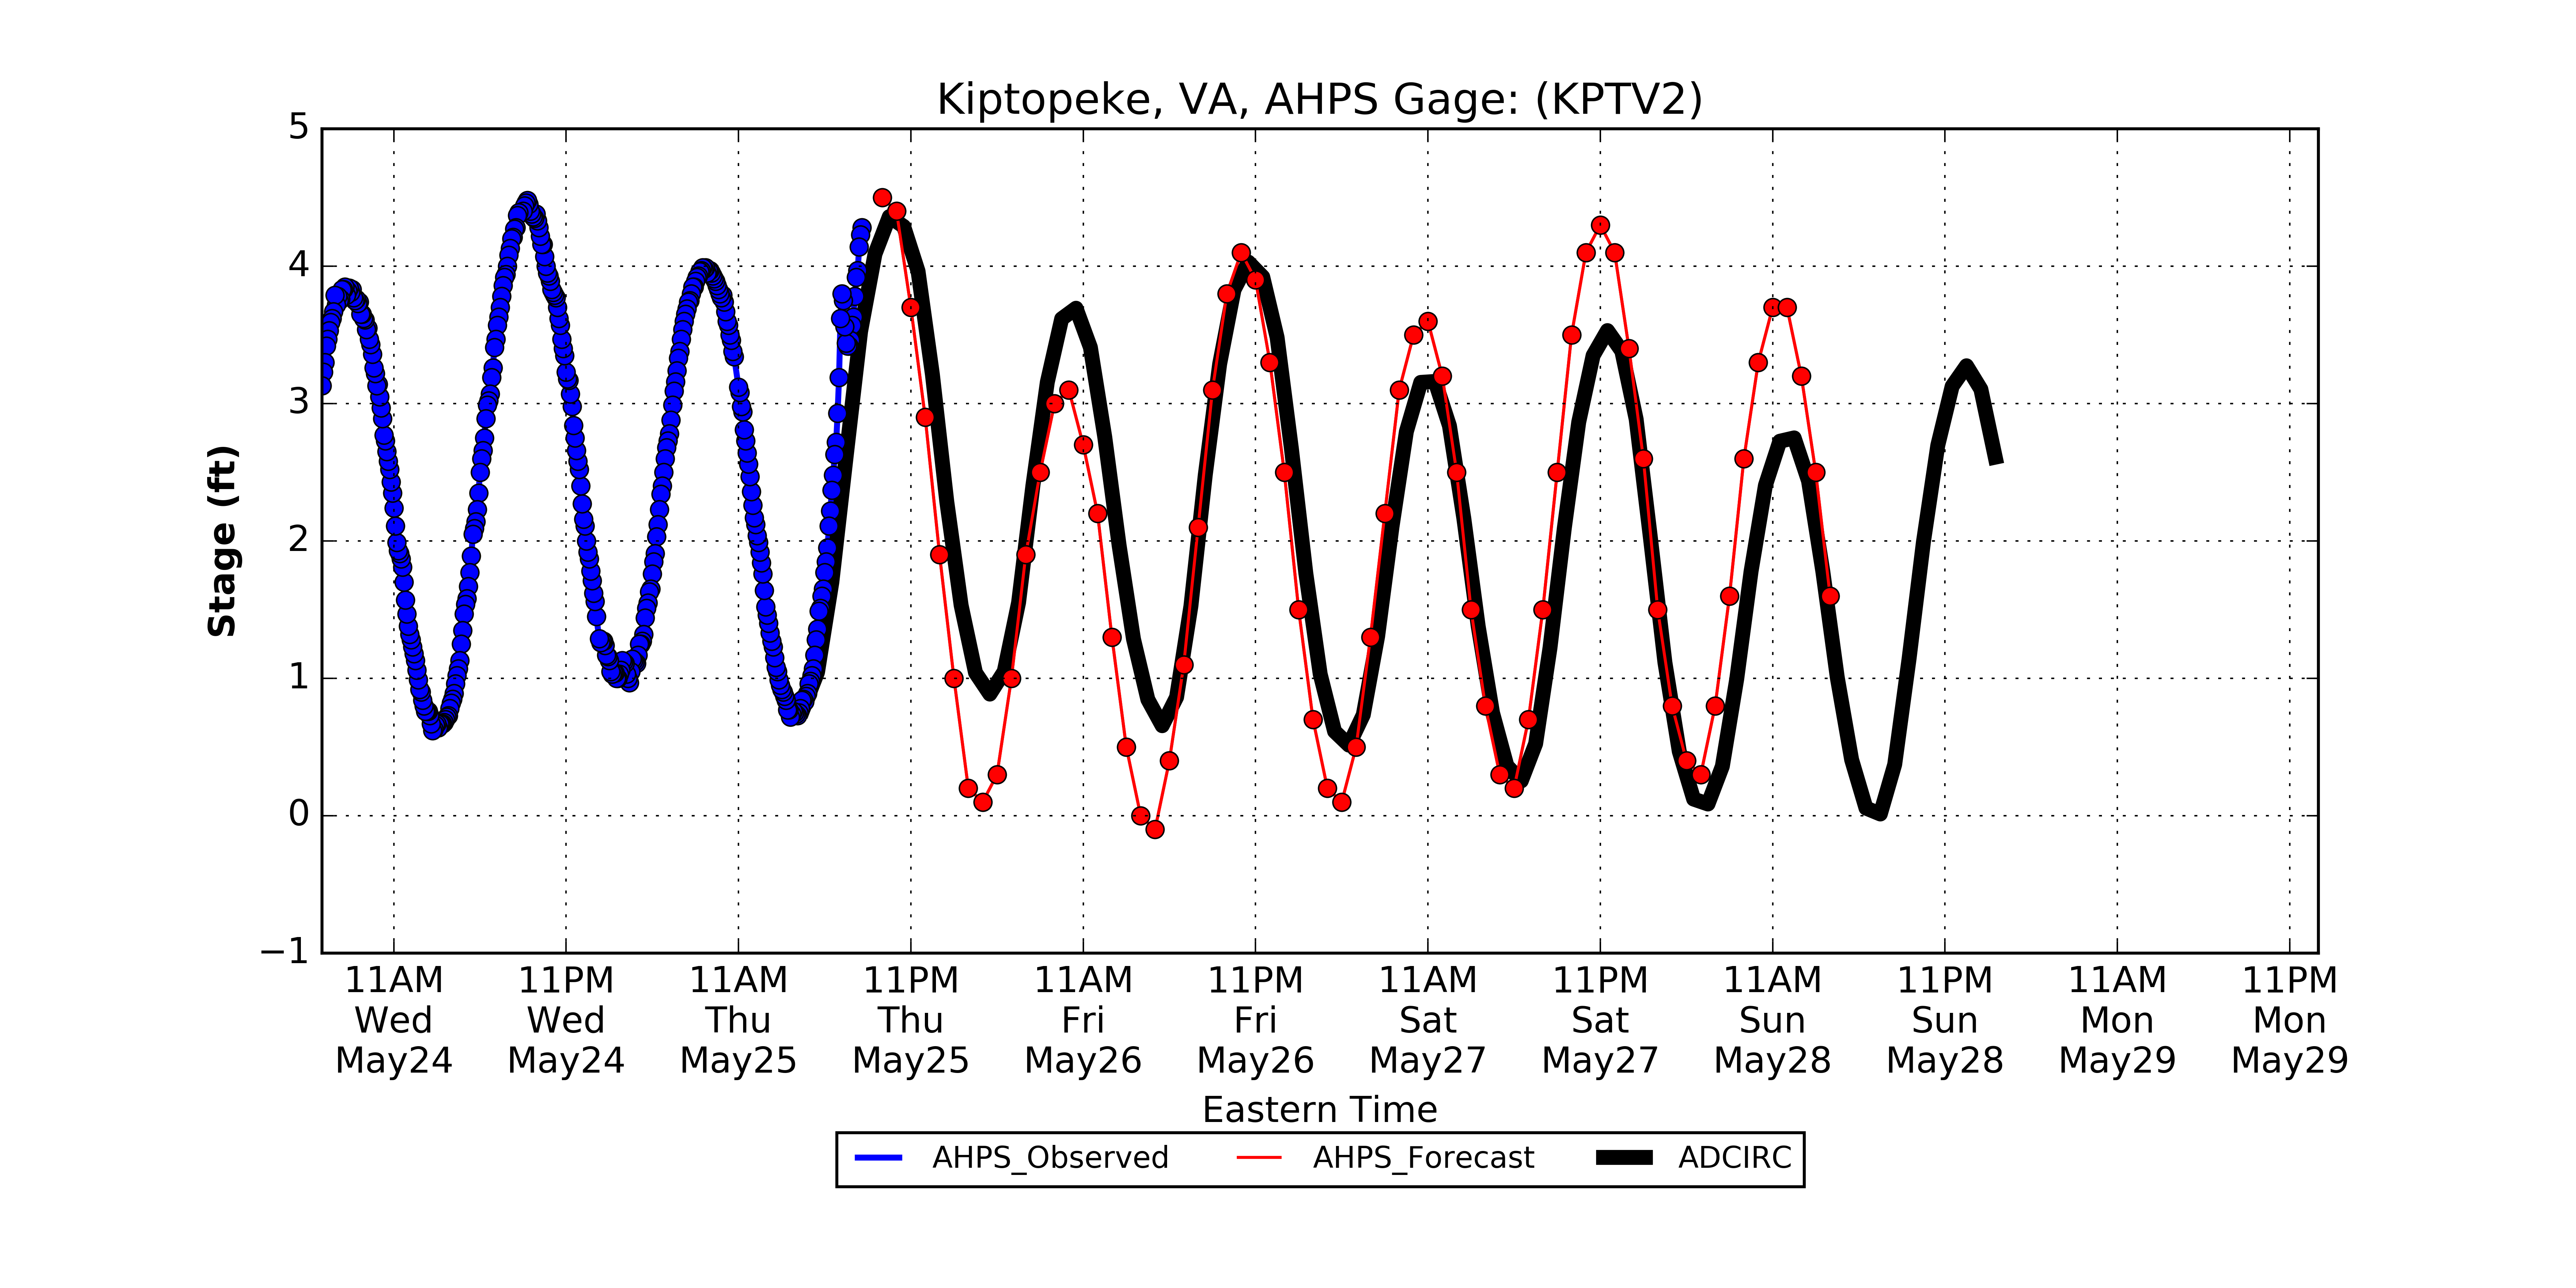 Kiptopeke, VA, AHPS Gage: (KPTV2)
5
4
3
2
1
0
−1
Stage (ft)
11AM 11PM 11AM 11PM 11AM 11PM 11AM 11PM 11AM 11PM 11AM 11PM
Wed Wed Thu Thu Fri Fri Sat Sat Sun Sun Mon Mon
May24 May24 May25 May25 May26 May26 May27 May27 May28 May28 May29 May29
Eastern Time
AHPS_Observed AHPS_Forecast ADCIRC